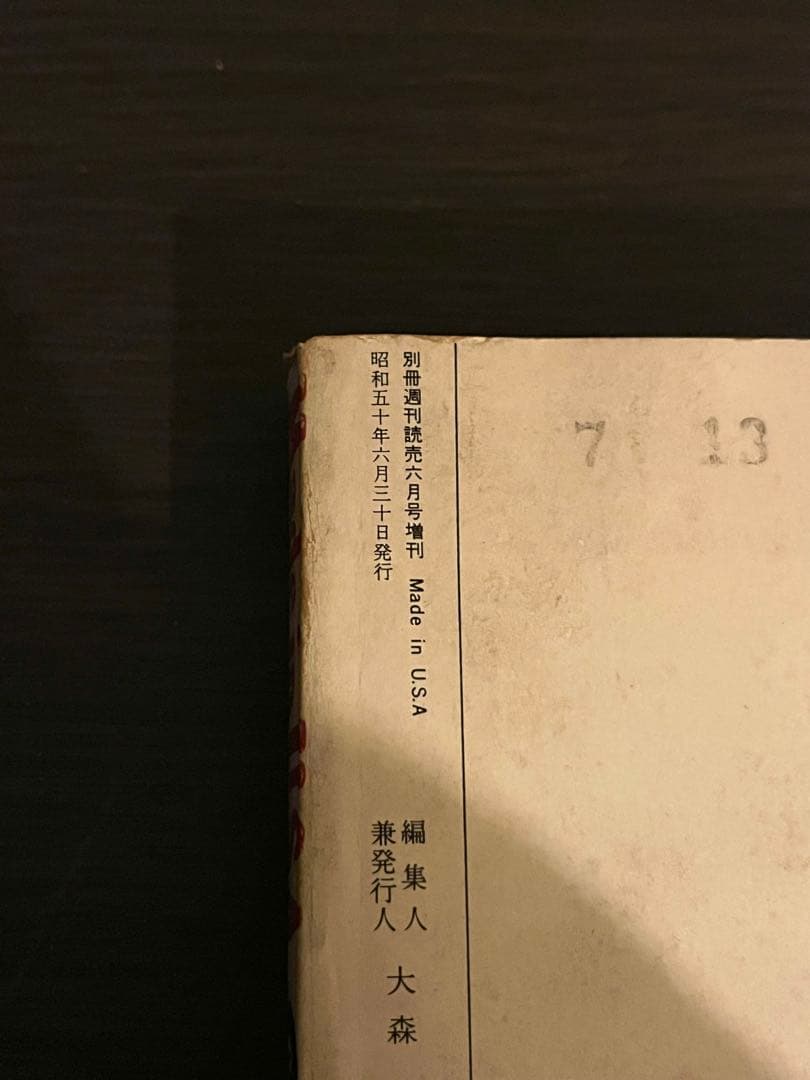 別冊週刊読売六月号増刊 Made in U.S.A
昭和五十年六月三十日発行
編集人
兼発行人
大森
7 13